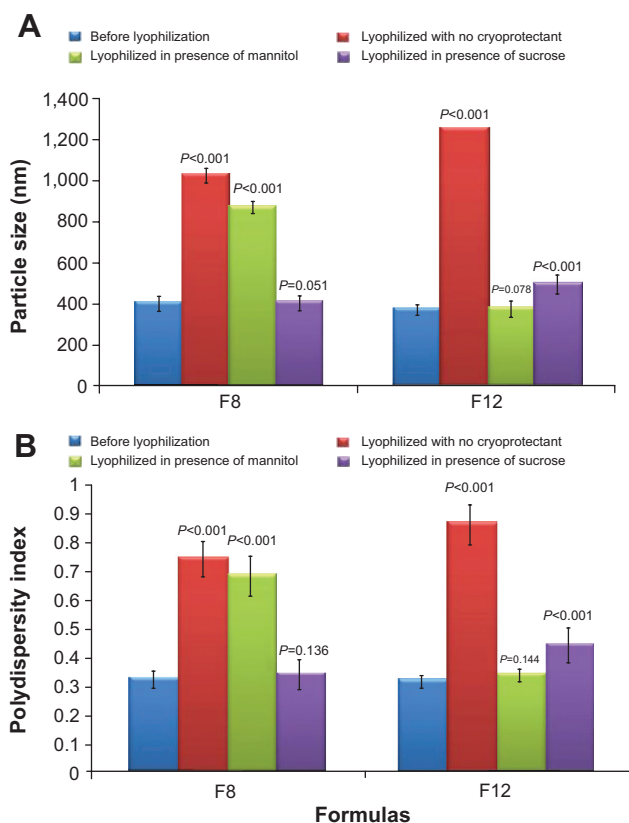 A
Before lyophilization
Lyophilized with no cryoprotectant
Lyophilized in presence of mannitol
Lyophilized in presence of sucrose
Particle size (nm)
1,400
1,200
1,000
800
600
400
200
0
P<0.001
P<0.001
P=0.051
P<0.001
P=0.078
P<0.001
F8
F12
B
Before lyophilization
Lyophilized with no cryoprotectant
Lyophilized in presence of mannitol
Lyophilized in presence of sucrose
Polydispersity index
1
0.9
0.8
0.7
0.6
0.5
0.4
0.3
0.2
0.1
0
P<0.001
P<0.001
P=0.136
P<0.001
P=0.144
P<0.001
F8
F12
Formulas